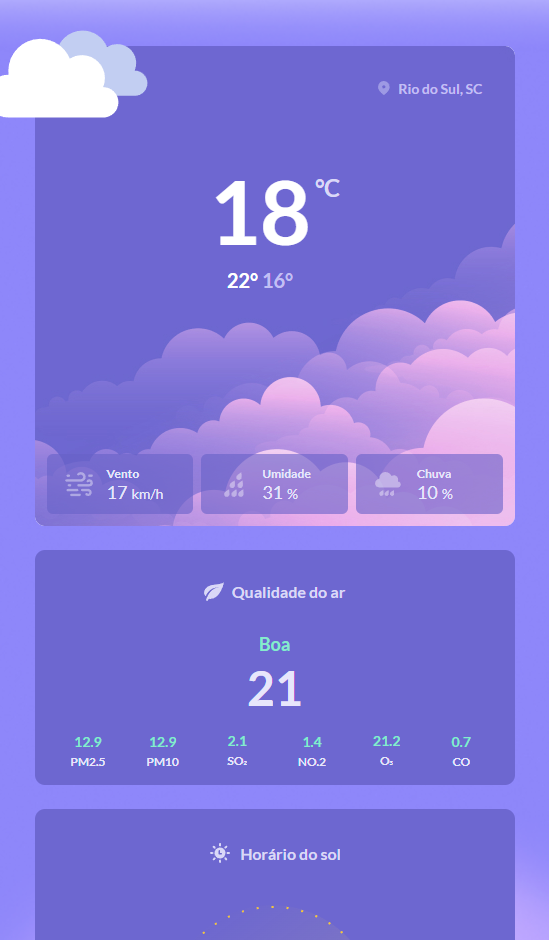 Rio do Sul, SC
18 °C
22° 16°
Vento
17 km/h
Umidade
31 %
Chuva
10 %
Qualidade do ar
Boa
21
12.9 12.9 2.1 1.4 21.2 0.7
PM2.5 PM10 SO₂ NO.2 O₃ CO
Horário do sol